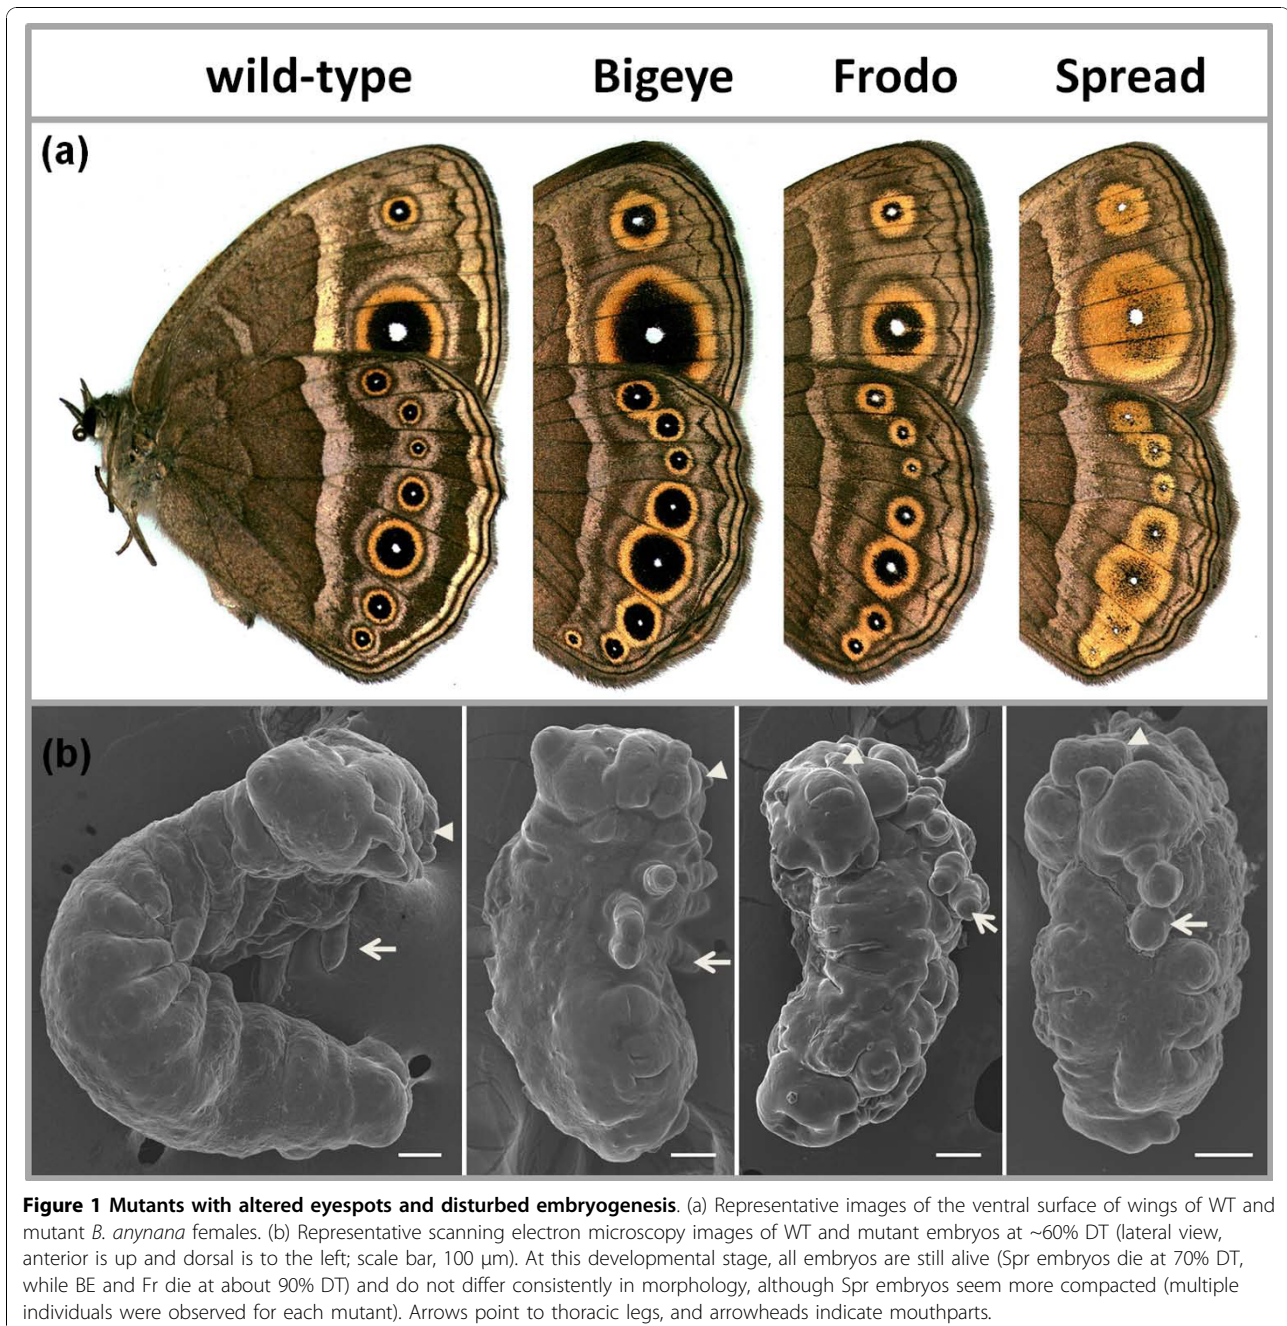 wild-type Bigeye Frodo Spread
(a)
(b)
Figure 1 Mutants with altered eyespots and disturbed embryogenesis. (a) Representative images of the ventral surface of wings of WT and
mutant B. anynana females. (b) Representative scanning electron microscopy images of WT and mutant embryos at ~60% DT (lateral view,
anterior is up and dorsal is to the left; scale bar, 100 μm). At this developmental stage, all embryos are still alive (Spr embryos die at 70% DT,
while BE and Fr die at about 90% DT) and do not differ consistently in morphology, although Spr embryos seem more compacted (multiple
individuals were observed for each mutant). Arrows point to thoracic legs, and arrowheads indicate mouthparts.